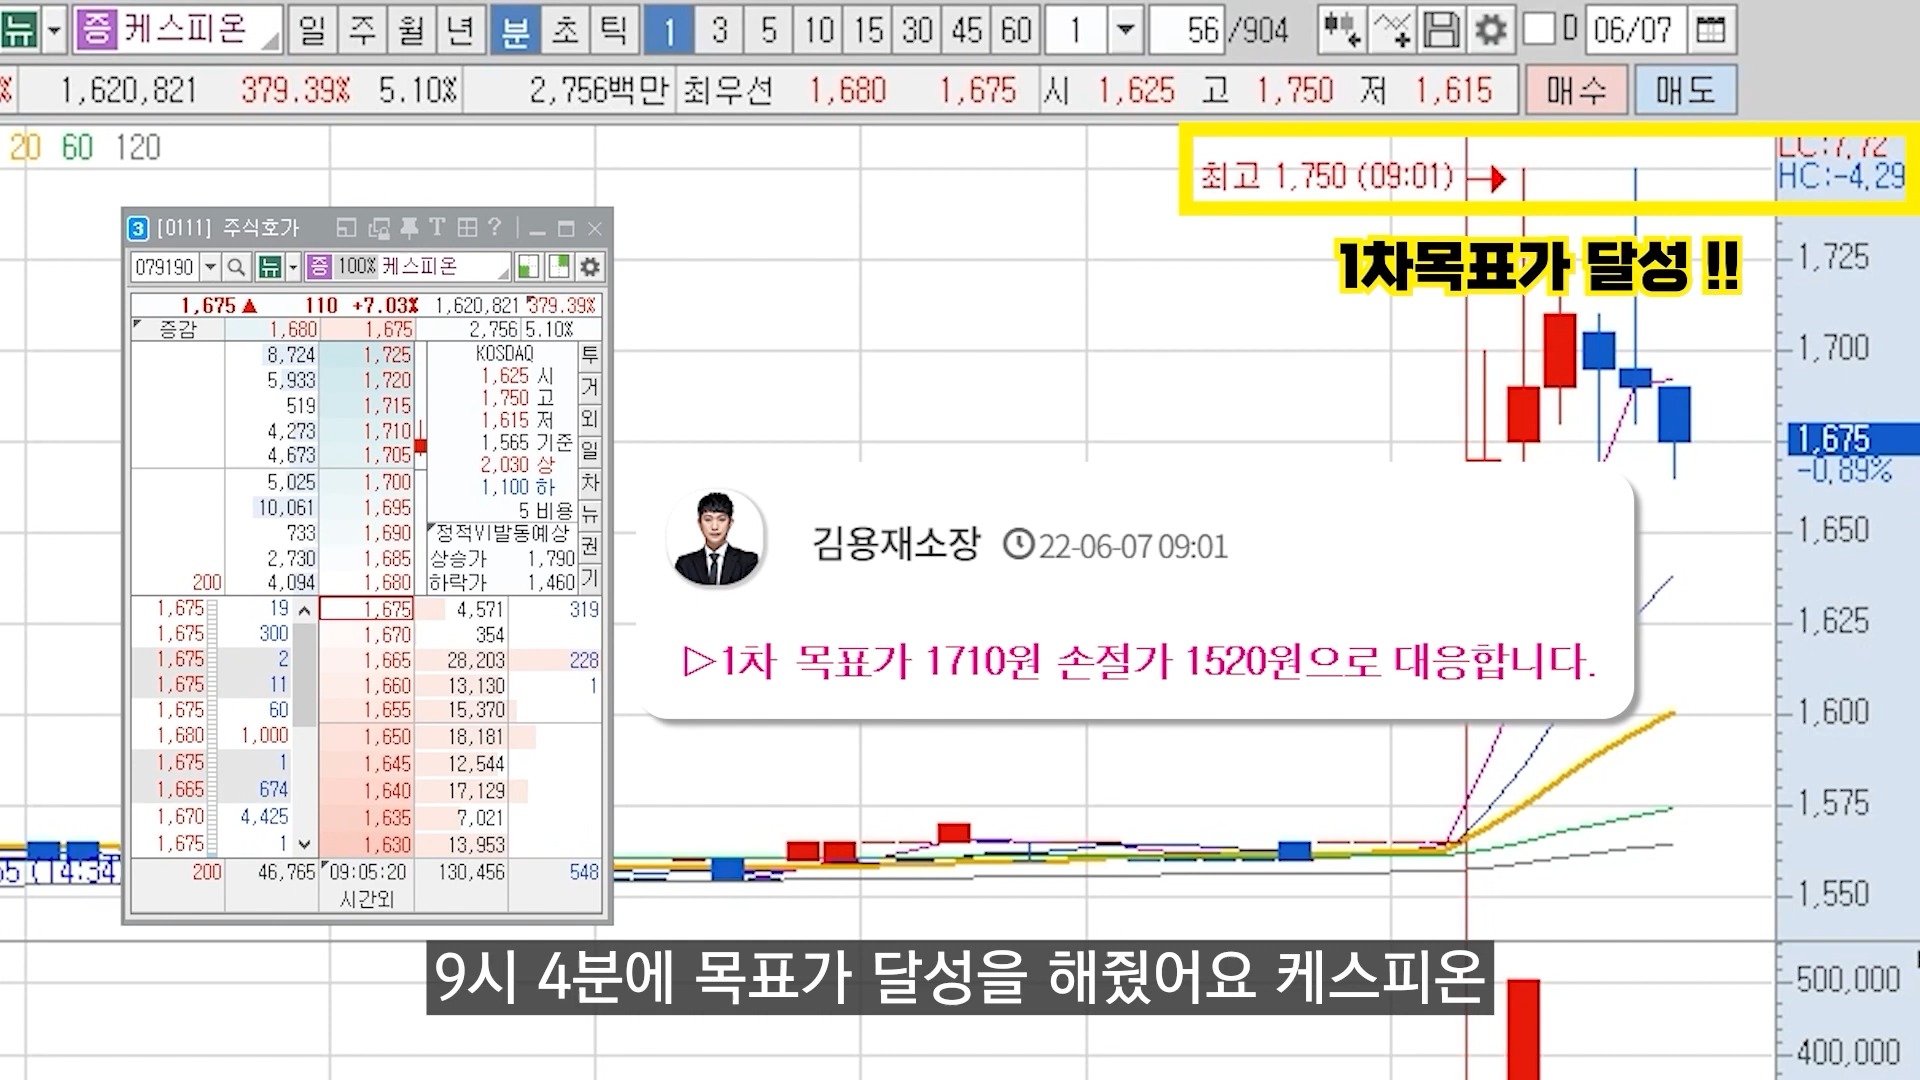 뉴 증 케스피온 일 주 월 년 분 초 틱 1 3 5 10 15 30 45 60 1 56 /904 D 06/07
% 1,620,821 379.39% 5.10% 2,756백만 최우선 1,680 1,675 시 1,625 고 1,750 저 1,615 매수 매도
20 60 120
최고 1,750 (09:01)
LC:7,72
HC:-4,29
1차목표가 달성 !!
1,725
1,700
1,675
-0,89%
1,650
1,625
1,600
1,575
1,550
500,000
400,000
3 [0111] 주식호가 T ?
079190 뉴 증 100% 케스피온
1,675 ▲ 110 +7.03% 1,620,821 379.39%
증감 1,680 1,675 2,756 5.10%
8,724 1,725 KOSDAQ 투
5,933 1,720 1,625 시
519 1,715 1,750 고 거
4,273 1,710 1,615 저 외
4,673 1,705 1,565 기준 일
5,025 1,700 2,030 상 차
10,061 1,695 1,100 하 뉴
5 비용
733 1,690 정적VI발동예상 권
2,730 1,685 상승가 1,790
200 4,094 1,680 하락가 1,460 기
1,675 19 1,675 4,571 319
1,675 300 1,670 354
1,675 2 1,665 28,203 228
1,675 11 1,660 13,130 1
1,675 60 1,655 15,370
1,680 1,000 1,650 18,181
1,675 1 1,645 12,544
1,665 674 1,640 17,129
1,670 4,425 1,635 7,021
1,675 1 1,630 13,953
200 46,765 09:05:20 130,456 548
시간외
김용재소장 22-06-07 09:01
▷1차 목표가 1710원 손절가 1520원으로 대응합니다.
(14:34)
9시 4분에 목표가 달성을 해줬어요 케스피온